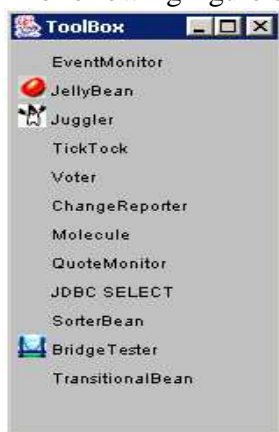 ToolBox
EventMonitor
JellyBean
Juggler
TickTock
Voter
ChangeReporter
Molecule
QuoteMonitor
JDBC SELECT
SorterBean
BridgeTester
TransitionalBean